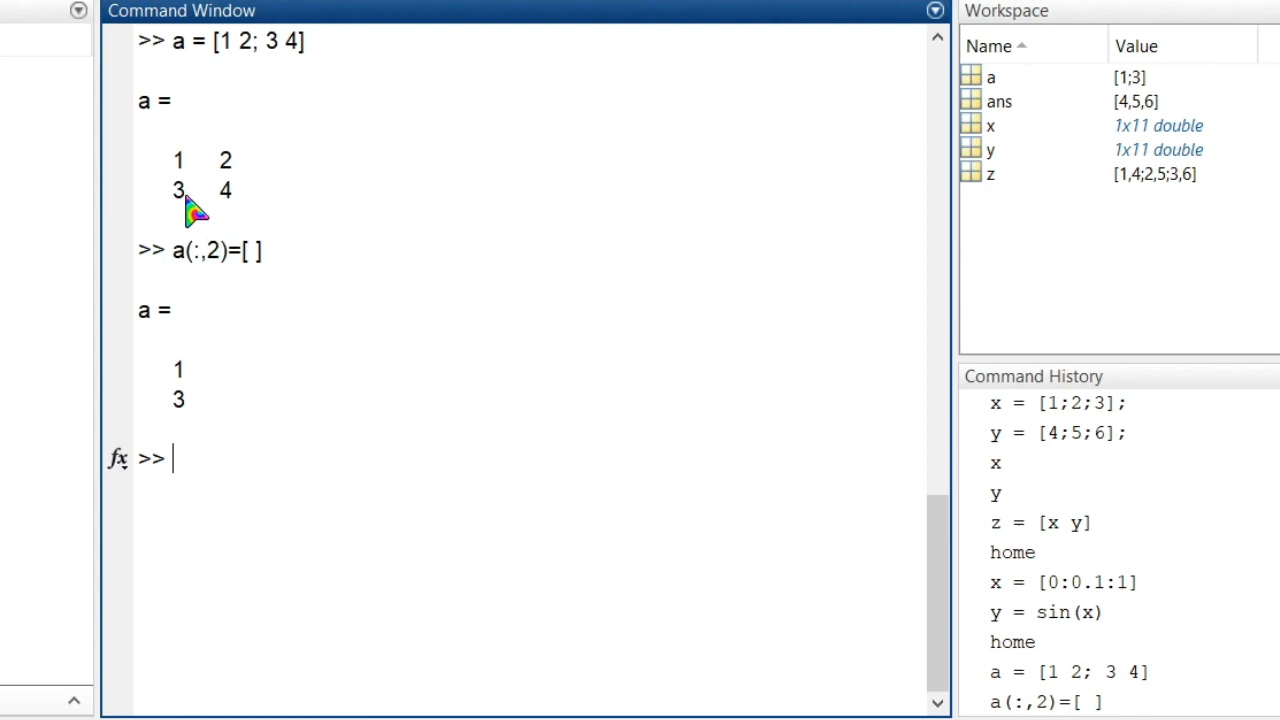 Command Window
>> a = [1 2; 3 4]
a =
1 2
3 4
>> a(:,2)=[ ]
a =
1
3
fx >>
Workspace
Name Value
a [1;3]
ans [4,5,6]
x 1x11 double
y 1x11 double
z [1,4;2,5;3,6]
Command History
x = [1;2;3];
y = [4;5;6];
x
y
z = [x y]
home
x = [0:0.1:1]
y = sin(x)
home
a = [1 2; 3 4]
a(:,2)=[ ]